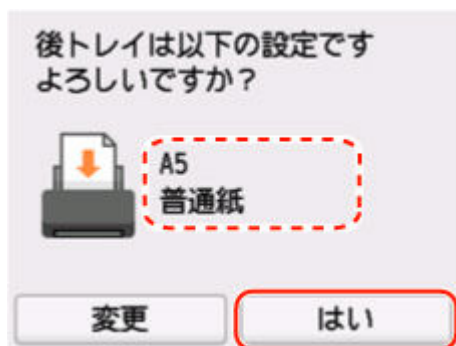 後トレイは以下の設定です
よろしいですか？
A5
普通紙
変更
はい